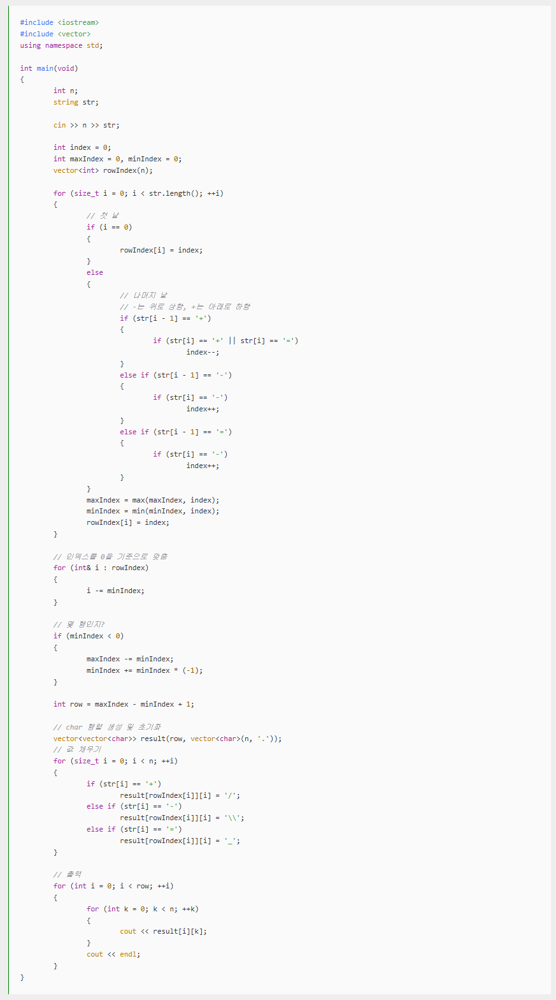 #include <iostream>
#include <vector>
using namespace std;
int main(void)
{
int n;
string str;
cin >> n >> str;
int index = 0;
int maxIndex = 0, minIndex = 0;
vector<int> rowIndex(n);
for (size_t i = 0; i < str.length(); ++i)
{
// 첫 날
if (i == 0)
{
rowIndex[i] = index;
}
else
{
// 나머지 날
// -는 위로 상향, +는 아래로 하향
if (str[i - 1] == '+')
{
if (str[i] == '+' || str[i] == '=')
index--;
}
else if (str[i - 1] == '-')
{
if (str[i] == '-')
index++;
}
else if (str[i - 1] == '=')
{
if (str[i] == '-')
index++;
}
}
maxIndex = max(maxIndex, index);
minIndex = min(minIndex, index);
rowIndex[i] = index;
}
// 인덱스를 0을 기준으로 맞춤
for (int& i : rowIndex)
{
i -= minIndex;
}
// 몇 행인지?
if (minIndex < 0)
{
maxIndex -= minIndex;
minIndex += minIndex * (-1);
}
int row = maxIndex - minIndex + 1;
// char 행렬 생성 및 초기화
vector<vector<char>> result(row, vector<char>(n, '.'));
// 값 채우기
for (size_t i = 0; i < n; ++i)
{
if (str[i] == '+')
result[rowIndex[i]][i] = '/';
else if (str[i] == '-')
result[rowIndex[i]][i] = '\\';
else if (str[i] == '=')
result[rowIndex[i]][i] = '_';
}
// 출력
for (int i = 0; i < row; ++i)
{
for (int k = 0; k < n; ++k)
{
cout << result[i][k];
}
cout << endl;
}
}